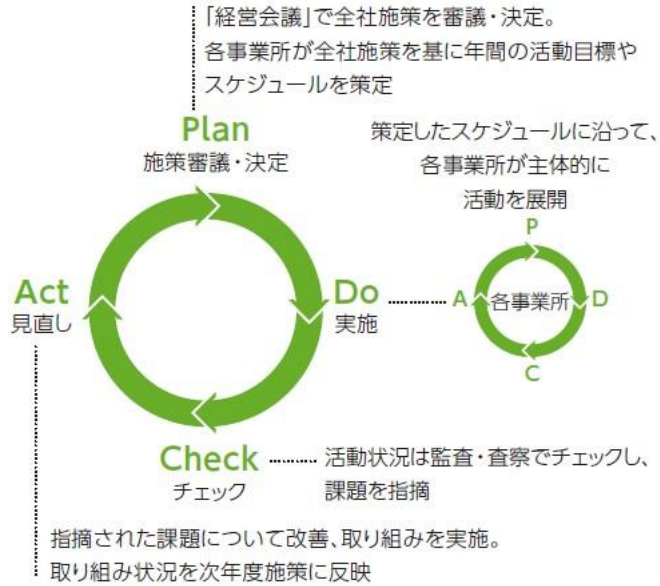 「経営会議」で全社施策を審議・決定。
各事業所が全社施策を基に年間の活動目標や
スケジュールを策定
Plan
施策審議・決定
策定したスケジュールに沿って、
各事業所が主体的に
活動を展開
P
Act
見直し
Do
実施
A
各事業所
D
C
Check
チェック
活動状況は監査・査察でチェックし、
課題を指摘
指摘された課題について改善、取り組みを実施。
取り組み状況を次年度施策に反映